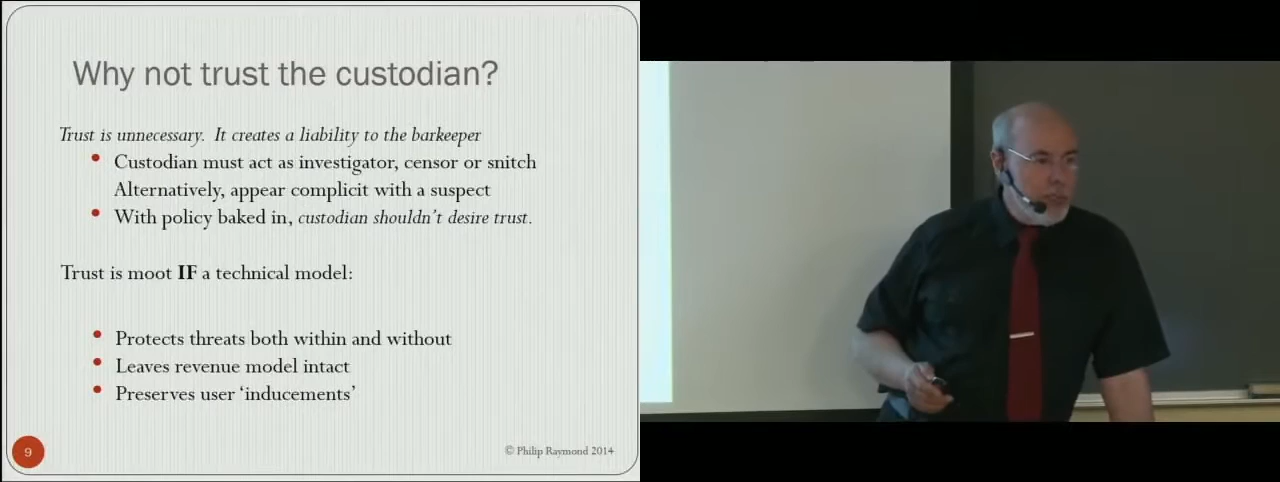 Why not trust the custodian?
Trust is unnecessary. It creates a liability to the barkeeper
Custodian must act as investigator, censor or snitch
Alternatively, appear complicit with a suspect
With policy baked in, custodian shouldn't desire trust.
Trust is moot IF a technical model:
Protects threats both within and without
Leaves revenue model intact
Preserves user ‘inducements’
9
© Philip Raymond 2014